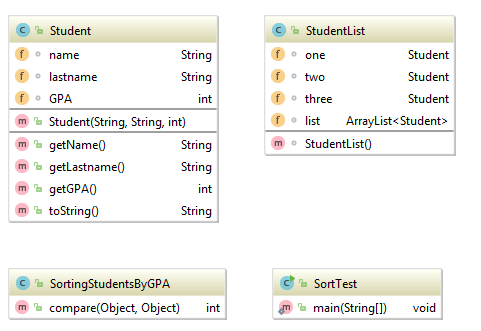 Student
name String
lastname String
GPA int
Student(String, String, int)
getName() String
getLastname() String
getGPA() int
toString() String
StudentList
one Student
two Student
three Student
list ArrayList<Student>
StudentList()
SortingStudentsByGPA
compare(Object, Object) int
SortTest
main(String[]) void